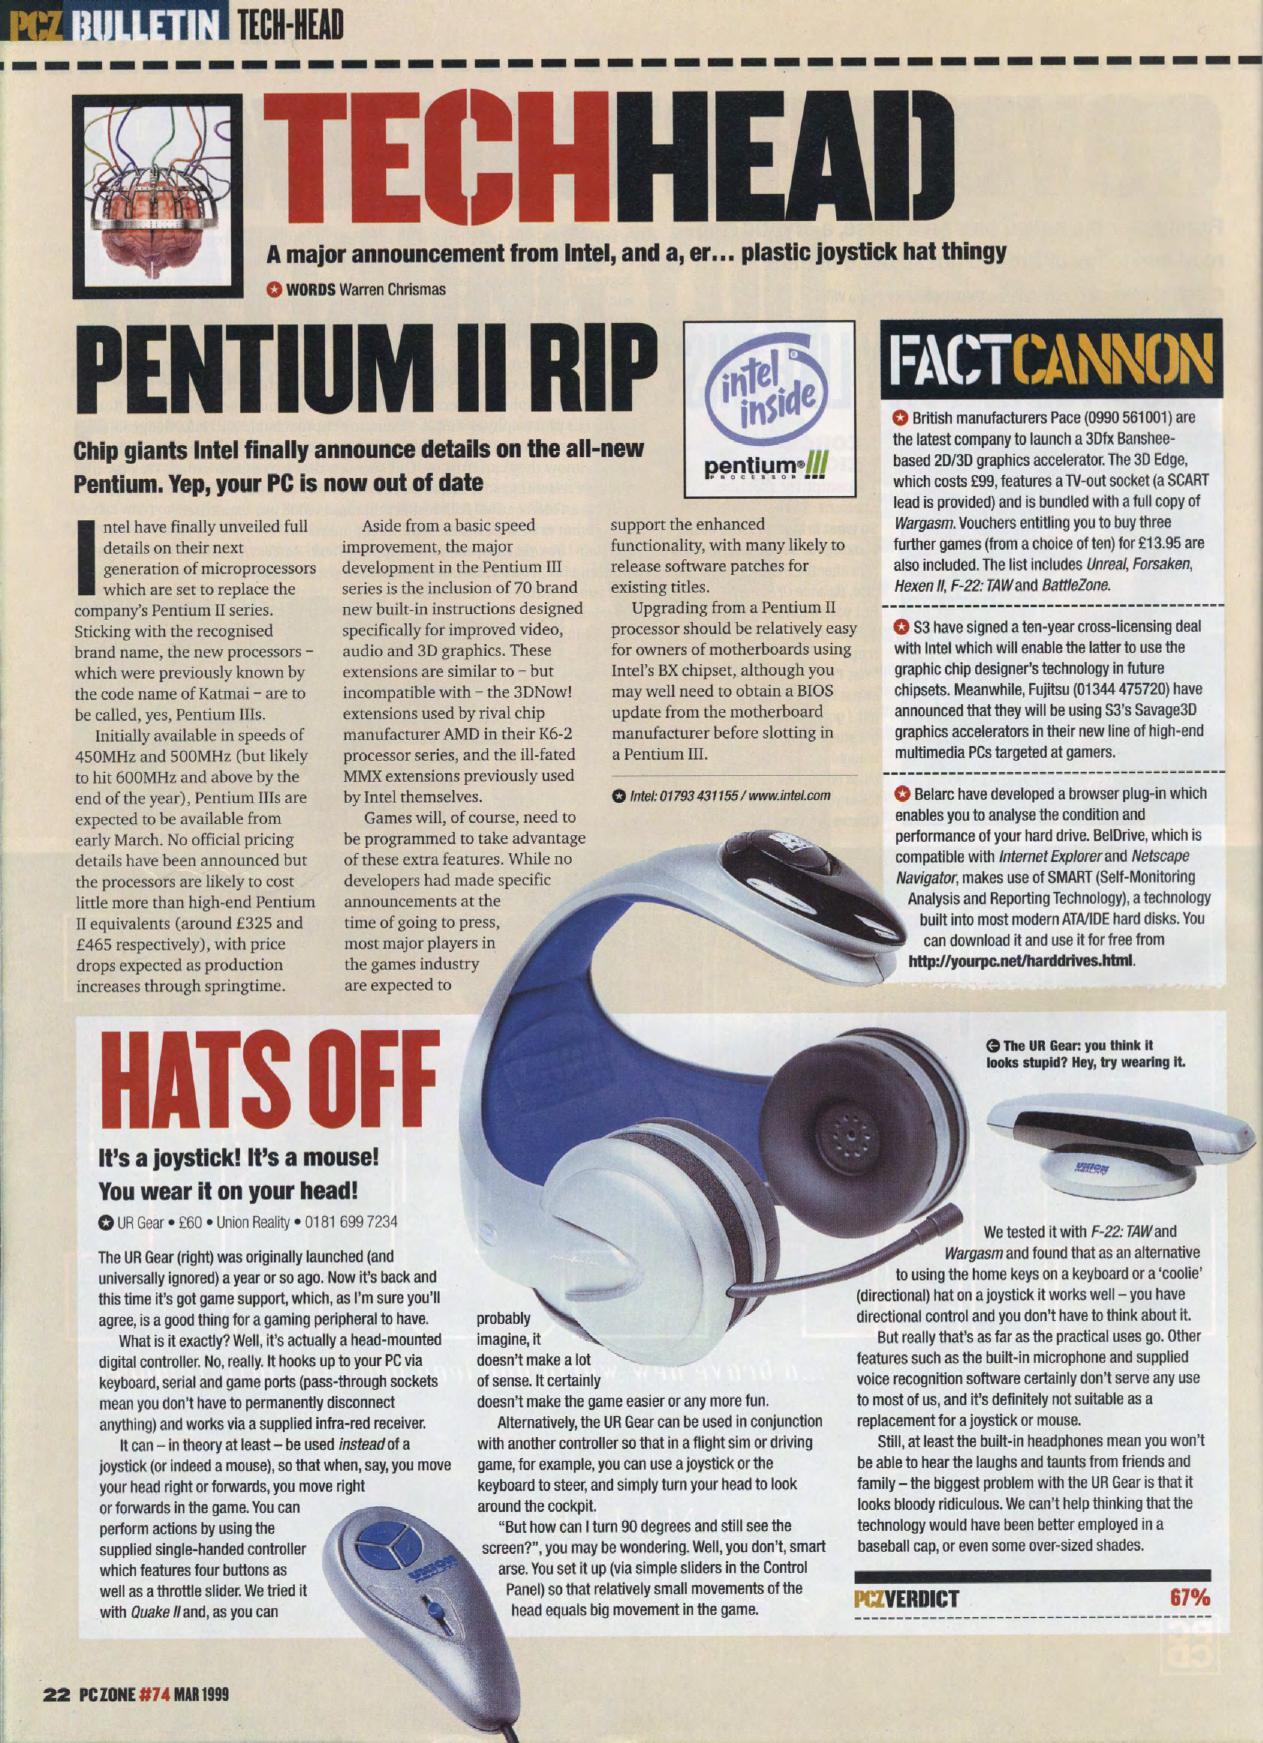 PCZ BULLETIN TECH-HEAD
TECHHEAD
A major announcement from Intel, and a, er... plastic joystick hat thingy
WORDS Warren Chrismas
PENTIUM II RIP
Chip giants Intel finally announce details on the all-new
Pentium. Yep, your PC is now out of date
intel
inside
pentium® III
PROCESSOR
Intel have finally unveiled full
details on their next
generation of microprocessors
which are set to replace the
company's Pentium II series.
Sticking with the recognised
brand name, the new processors –
which were previously known by
the code name of Katmai – are to
be called, yes, Pentium IIIs.
Initially available in speeds of
450MHz and 500MHz (but likely
to hit 600MHz and above by the
end of the year), Pentium IIIs are
expected to be available from
early March. No official pricing
details have been announced but
the processors are likely to cost
little more than high-end Pentium
II equivalents (around £325 and
£465 respectively), with price
drops expected as production
increases through springtime.
Aside from a basic speed
improvement, the major
development in the Pentium III
series is the inclusion of 70 brand
new built-in instructions designed
specifically for improved video,
audio and 3D graphics. These
extensions are similar to – but
incompatible with – the 3DNow!
extensions used by rival chip
manufacturer AMD in their K6-2
processor series, and the ill-fated
MMX extensions previously used
by Intel themselves.
Games will, of course, need to
be programmed to take advantage
of these extra features. While no
developers had made specific
announcements at the
time of going to press,
most major players in
the games industry
are expected to
support the enhanced
functionality, with many likely to
release software patches for
existing titles.
Upgrading from a Pentium II
processor should be relatively easy
for owners of motherboards using
Intel's BX chipset, although you
may well need to obtain a BIOS
update from the motherboard
manufacturer before slotting in
a Pentium III.
Intel: 01793 431155 / www.intel.com
FACTCANNON
British manufacturers Pace (0990 561001) are
the latest company to launch a 3Dfx Banshee-
based 2D/3D graphics accelerator. The 3D Edge,
which costs £99, features a TV-out socket (a SCART
lead is provided) and is bundled with a full copy of
Wargasm. Vouchers entitling you to buy three
further games (from a choice of ten) for £13.95 are
also included. The list includes Unreal, Forsaken,
Hexen II, F-22: TAW and BattleZone.
S3 have signed a ten-year cross-licensing deal
with Intel which will enable the latter to use the
graphic chip designer's technology in future
chipsets. Meanwhile, Fujitsu (01344 475720) have
announced that they will be using S3's Savage3D
graphics accelerators in their new line of high-end
multimedia PCs targeted at gamers.
Belarc have developed a browser plug-in which
enables you to analyse the condition and
performance of your hard drive. BelDrive, which is
compatible with Internet Explorer and Netscape
Navigator, makes use of SMART (Self-Monitoring
Analysis and Reporting Technology), a technology
built into most modern ATA/IDE hard disks. You
can download it and use it for free from
http://yourpc.net/harddrives.html.
HATS OFF
It's a joystick! It's a mouse!
You wear it on your head!
UR Gear • £60 • Union Reality • 0181 699 7234
The UR Gear (right) was originally launched (and
universally ignored) a year or so ago. Now it's back and
this time it's got game support, which, as I'm sure you'll
agree, is a good thing for a gaming peripheral to have.
What is it exactly? Well, it's actually a head-mounted
digital controller. No, really. It hooks up to your PC via
keyboard, serial and game ports (pass-through sockets
mean you don't have to permanently disconnect
anything) and works via a supplied infra-red receiver.
It can – in theory at least – be used instead of a
joystick (or indeed a mouse), so that when, say, you move
your head right or forwards, you move right
or forwards in the game. You can
perform actions by using the
supplied single-handed controller
which features four buttons as
well as a throttle slider. We tried it
with Quake II and, as you can
UNION
probably
imagine, it
doesn't make a lot
of sense. It certainly
doesn't make the game easier or any more fun.
Alternatively, the UR Gear can be used in conjunction
with another controller so that in a flight sim or driving
game, for example, you can use a joystick or the
keyboard to steer, and simply turn your head to look
around the cockpit.
"But how can I turn 90 degrees and still see the
screen?", you may be wondering. Well, you don't, smart
arse. You set it up (via simple sliders in the Control
Panel) so that relatively small movements of the
head equals big movement in the game.
The UR Gear: you think it
looks stupid? Hey, try wearing it.
UNION
REALITY
We tested it with F-22: TAW and
Wargasm and found that as an alternative
to using the home keys on a keyboard or a 'coolie'
(directional) hat on a joystick it works well – you have
directional control and you don't have to think about it.
But really that's as far as the practical uses go. Other
features such as the built-in microphone and supplied
voice recognition software certainly don't serve any use
to most of us, and it's definitely not suitable as a
replacement for a joystick or mouse.
Still, at least the built-in headphones mean you won't
be able to hear the laughs and taunts from friends and
family – the biggest problem with the UR Gear is that it
looks bloody ridiculous. We can't help thinking that the
technology would have been better employed in a
baseball cap, or even some over-sized shades.
PCZVERDICT 67%
22 PC ZONE #74 MAR 1999